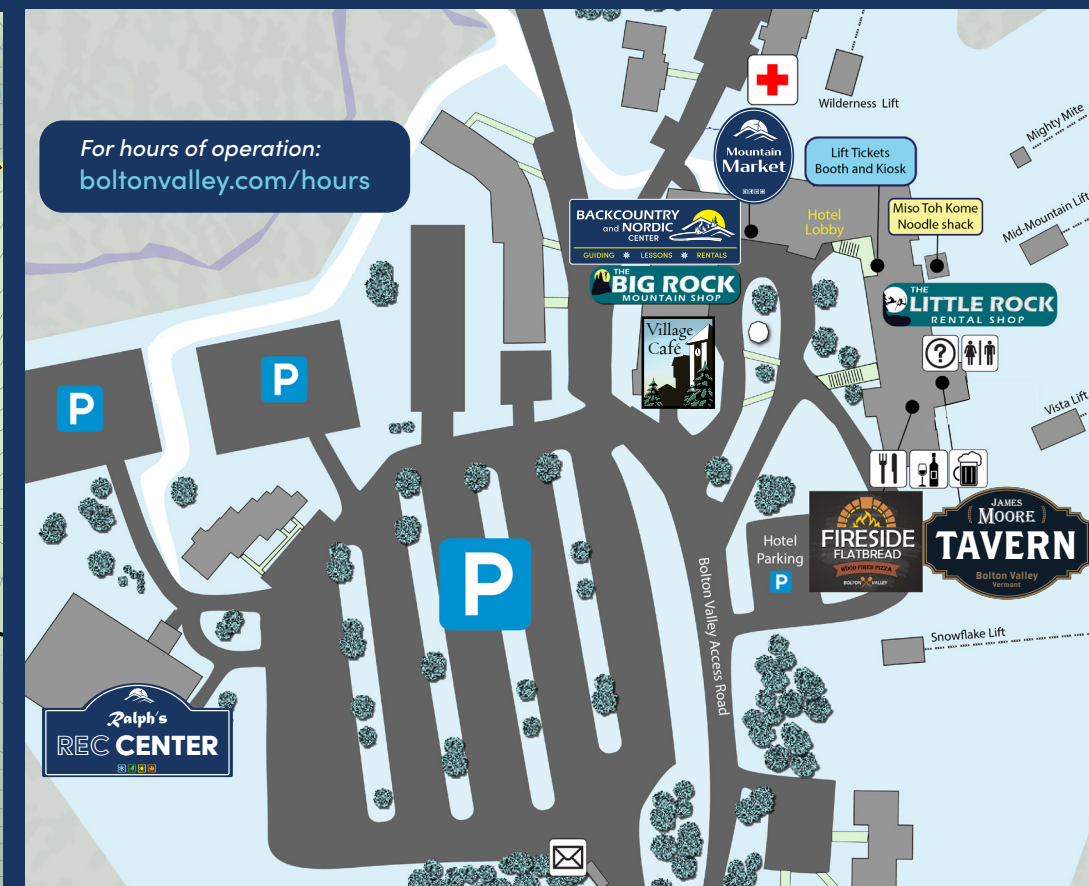 For hours of operation:
boltonvalley.com/hours
Wilderness Lift
Mighty Mite
Mountain
Market
Lift Tickets
Booth and Kiosk
Hotel
Lobby
Miso Toh Kome
Noodle shack
Mid-Mountain Lift
BACKCOUNTRY
and NORDIC
CENTER
GUIDING LESSONS RENTALS
THE
BIG ROCK
MOUNTAIN SHOP
THE
LITTLE ROCK
RENTAL SHOP
Village
Café
?
P
P
Vista Lift
P
Hotel
Parking
P
FIRESIDE
FLATBREAD
WOOD FIRED PIZZA
BOLTON VALLEY
JAMES
MOORE
TAVERN
Bolton Valley
Vermont
Bolton Valley Access Road
Snowflake Lift
Ralph's
REC CENTER